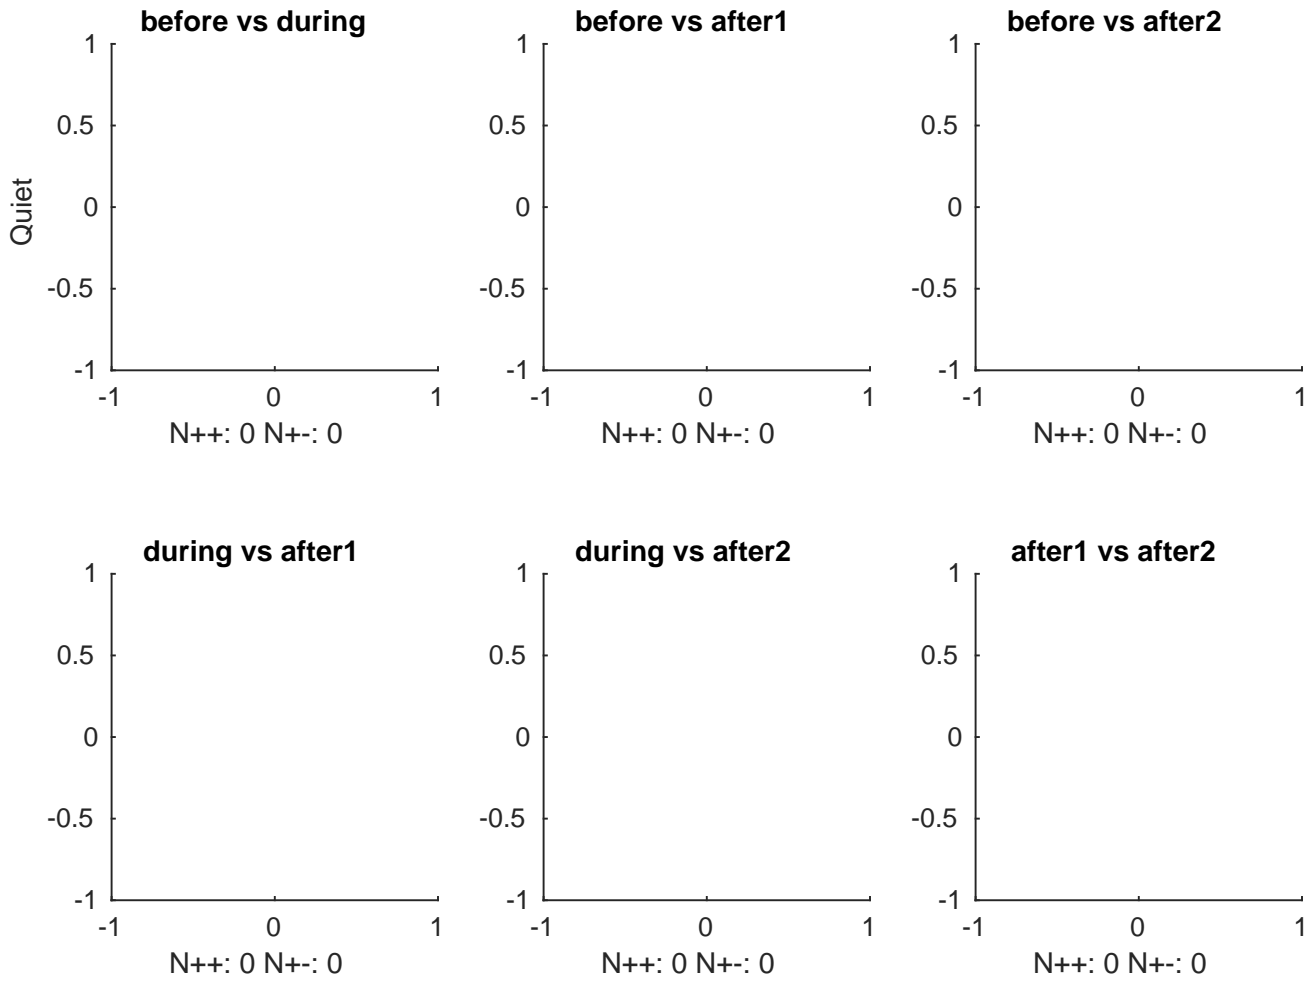 before vs during
before vs after1
before vs after2
1
0.5
0
-0.5
-1
-1 0 1
Quiet
N++: 0 N+-: 0
1
0.5
0
-0.5
-1
-1 0 1
N++: 0 N+-: 0
1
0.5
0
-0.5
-1
-1 0 1
N++: 0 N+-: 0
during vs after1
during vs after2
after1 vs after2
1
0.5
0
-0.5
-1
-1 0 1
N++: 0 N+-: 0
1
0.5
0
-0.5
-1
-1 0 1
N++: 0 N+-: 0
1
0.5
0
-0.5
-1
-1 0 1
N++: 0 N+-: 0